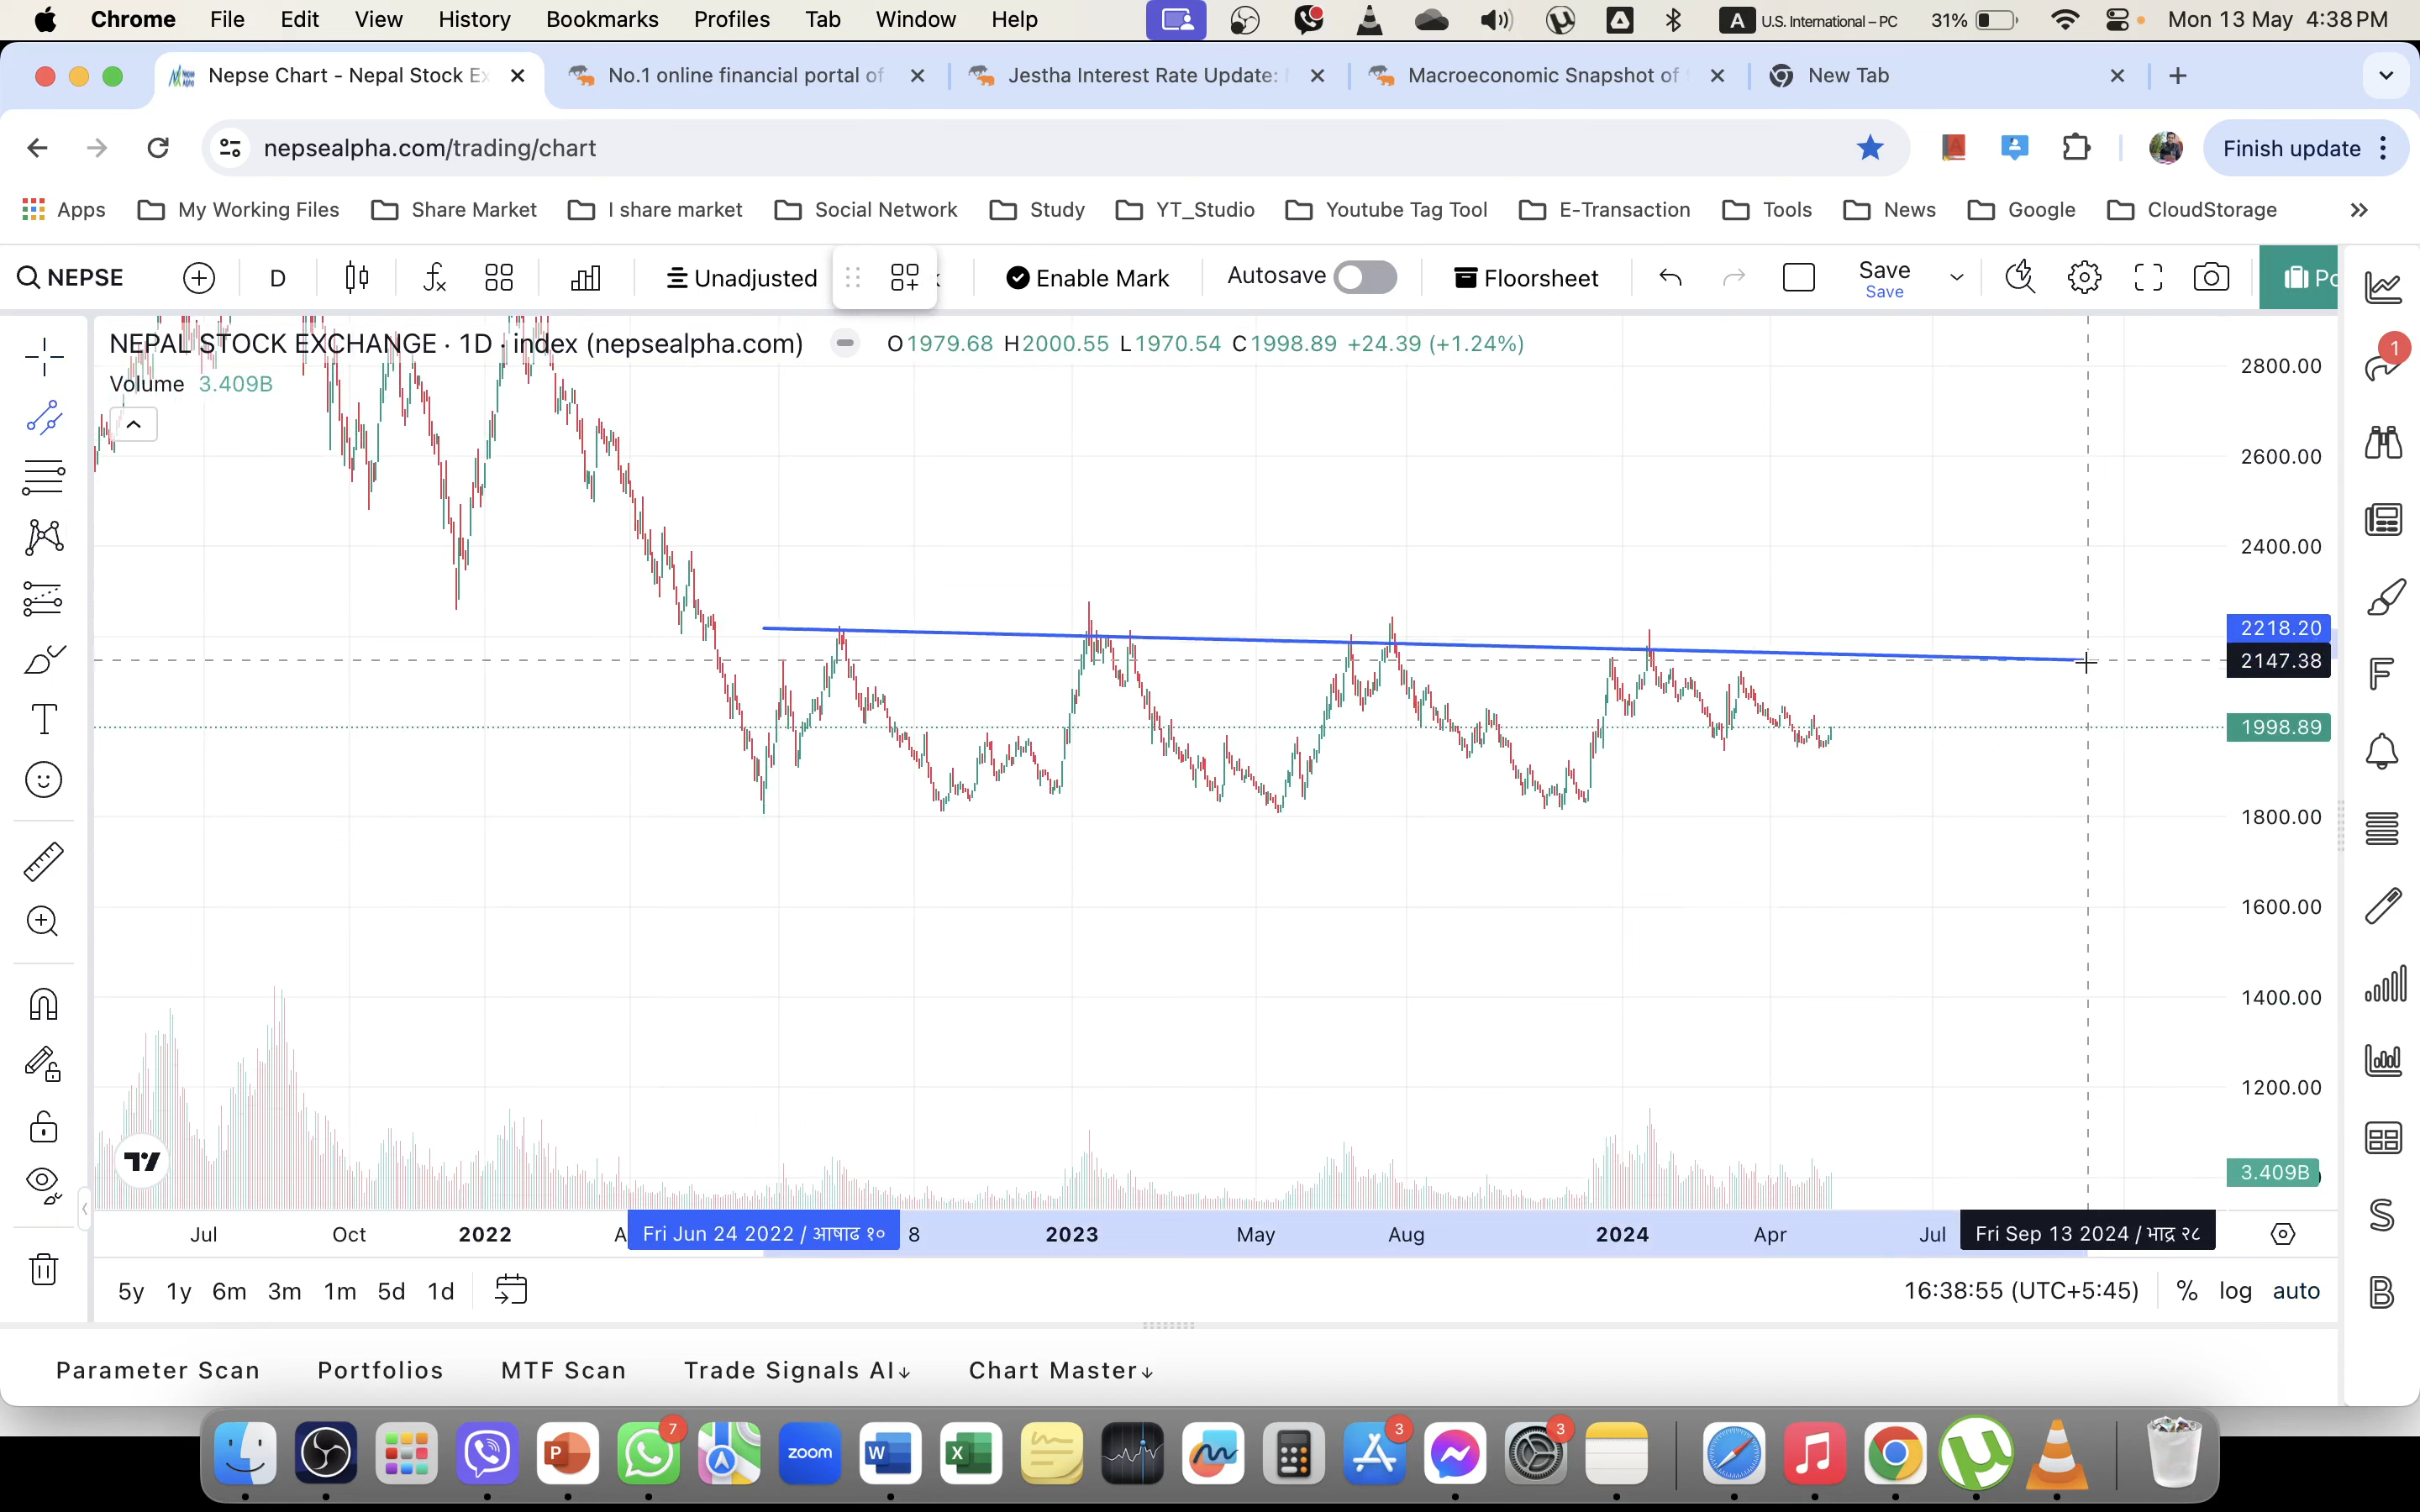 Chrome File Edit View History Bookmarks Profiles Tab Window Help A U.S. International – PC 31% Mon 13 May 4:38 PM
Nepse Chart - Nepal Stock Ex No.1 online financial portal of Jestha Interest Rate Update: Macroeconomic Snapshot of New Tab
nepsealpha.com/trading/chart Finish update
Apps My Working Files Share Market I share market Social Network Study YT_Studio Youtube Tag Tool E-Transaction Tools News Google CloudStorage
NEPSE D Unadjusted Enable Mark Autosave Floorsheet Save Po
Save
NEPAL STOCK EXCHANGE · 1D · index (nepsealpha.com) O1979.68 H2000.55 L1970.54 C1998.89 +24.39 (+1.24%)
Volume 3.409B
1
2800.00
2600.00
2400.00
2218.20
2147.38
1998.89
1800.00
1600.00
1400.00
1200.00
3.409B
Jul Oct 2022 A Fri Jun 24 2022 / आषाढ १० 8 2023 May Aug 2024 Apr Jul Fri Sep 13 2024 / भाद्र २८
5y 1y 6m 3m 1m 5d 1d 16:38:55 (UTC+5:45) % log auto
Parameter Scan Portfolios MTF Scan Trade Signals AI↓ Chart Master↓
F
S
B
7 zoom 3 3